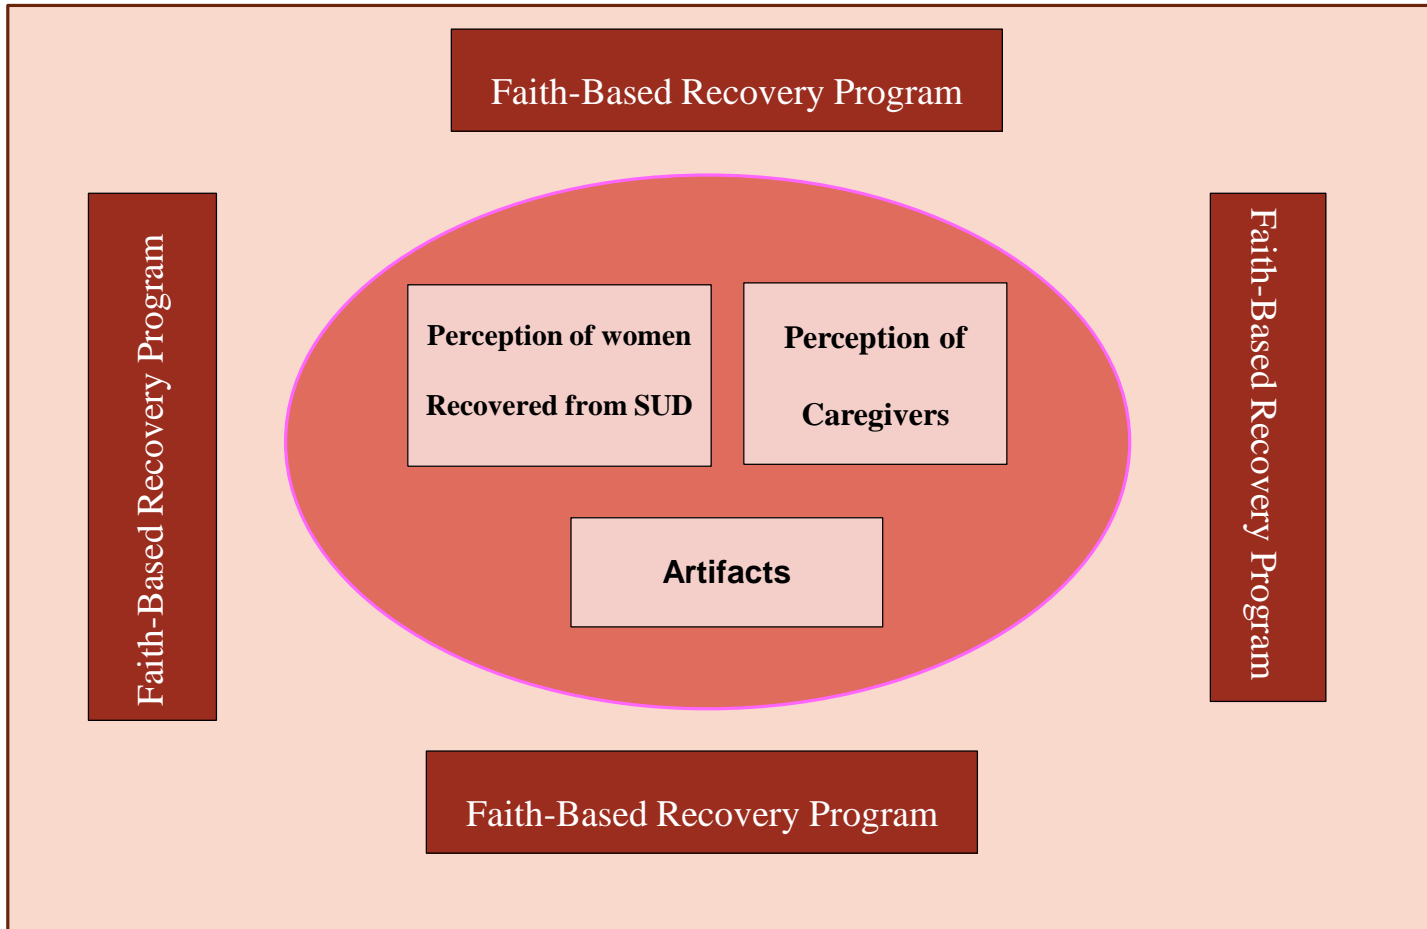 Faith-Based Recovery Program
Faith-Based Recovery Program
Perception of women
Recovered from SUD
Perception of
Caregivers
Artifacts
Faith-Based Recovery Program
Faith-Based Recovery Program